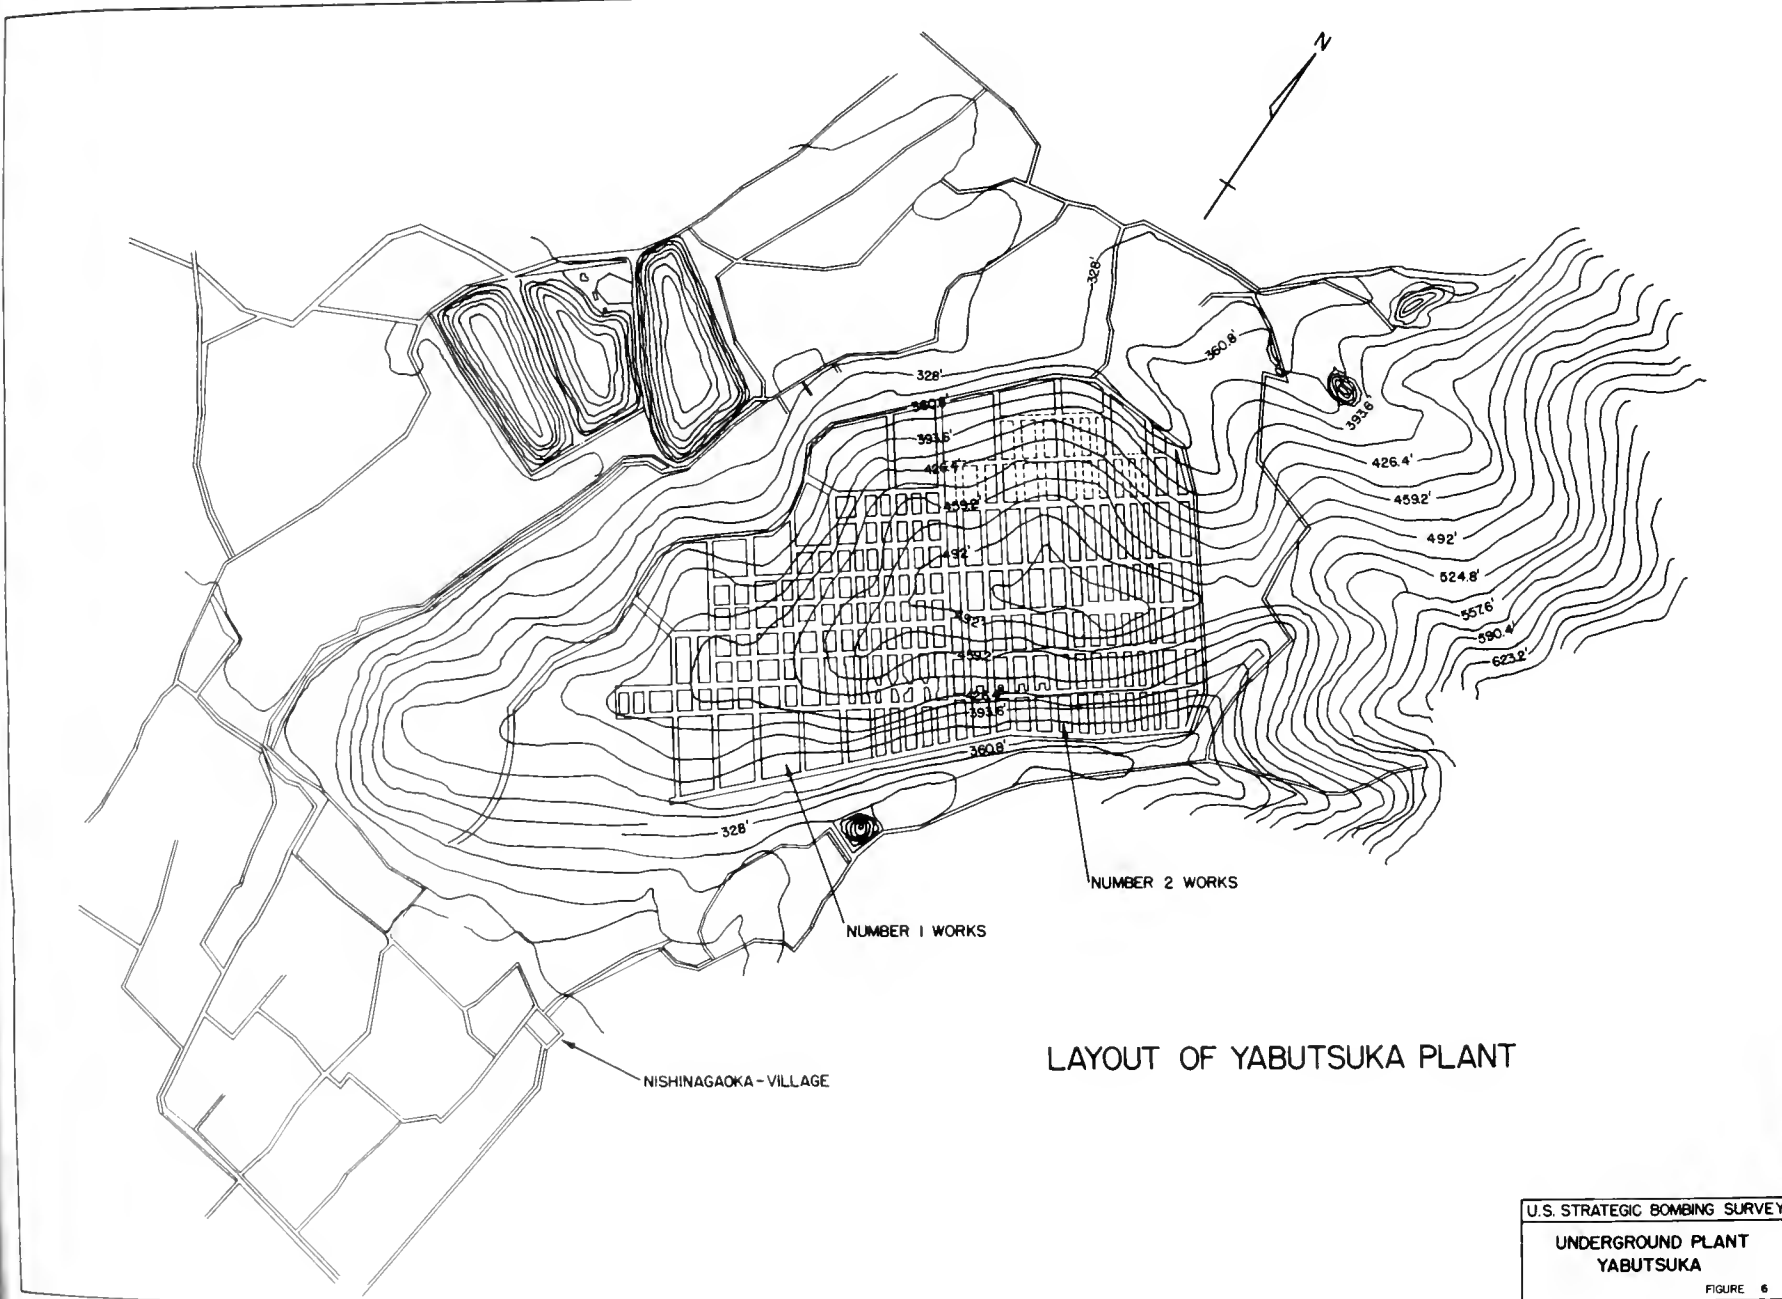 N
328'
360.8'
328'
360.8'
393.6'
393.6'
426.4'
426.4'
459.2'
459.2'
492'
492'
524.8'
557.6'
492'
590.4'
459.2'
623.2'
426.4'
393.6'
360.8'
328'
NUMBER 2 WORKS
NUMBER 1 WORKS
LAYOUT OF YABUTSUKA PLANT
NISHINAGAOKA-VILLAGE
U.S. STRATEGIC BOMBING SURVEY
UNDERGROUND PLANT
YABUTSUKA
FIGURE 6